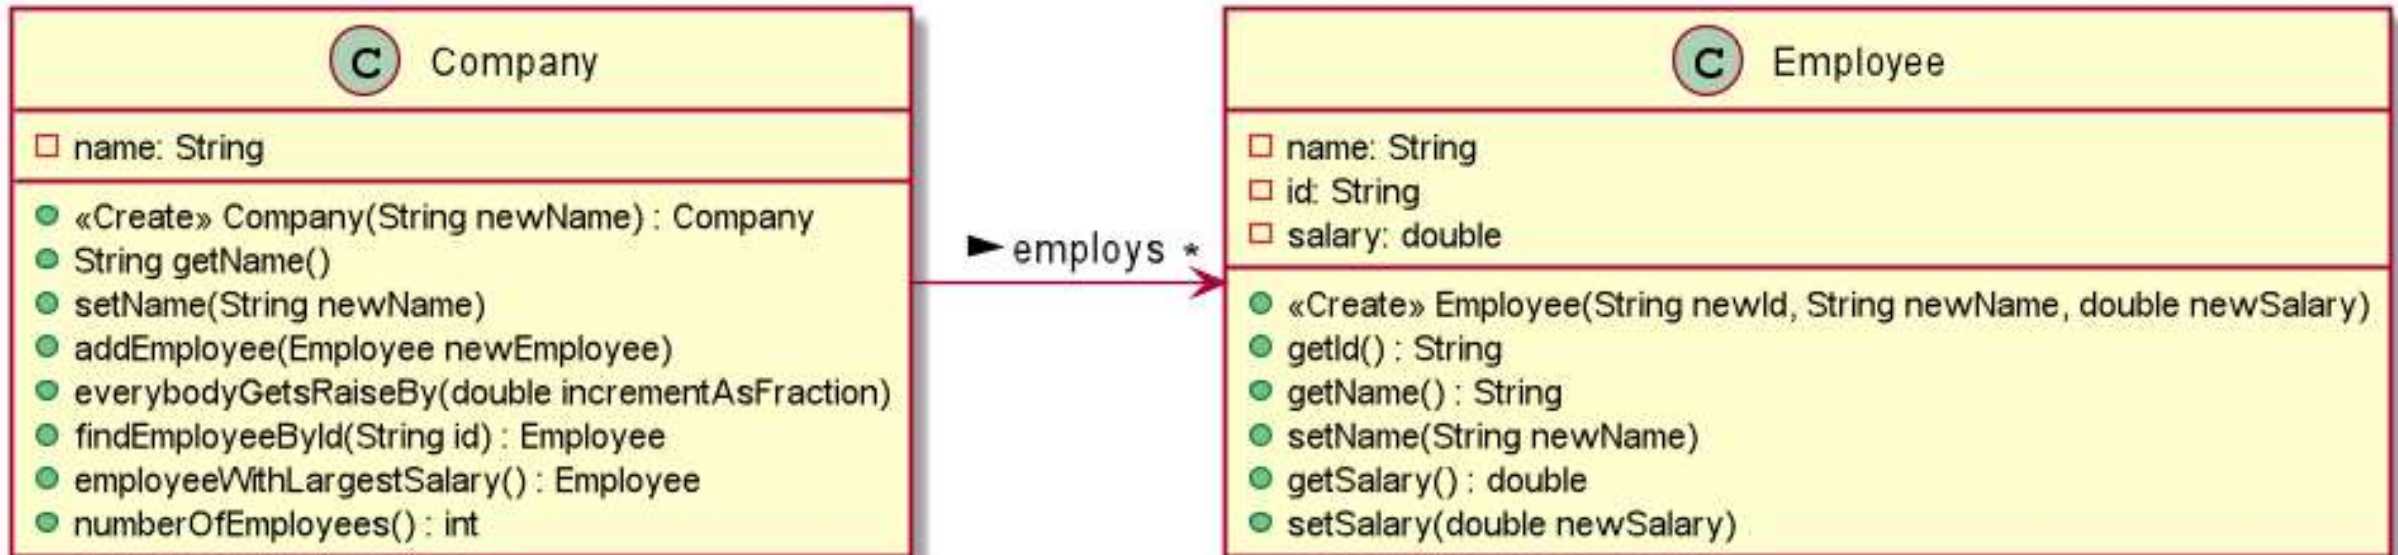 C Company
name: String
«Create» Company(String newName) : Company
String getName()
setName(String newName)
addEmployee(Employee newEmployee)
everybodyGetsRaiseBy(double incrementAsFraction)
findEmployeeById(String id) : Employee
employeeWithLargestSalary() : Employee
numberOfEmployees() : int
employs *
C Employee
name: String
id: String
salary: double
«Create» Employee(String newId, String newName, double newSalary)
getId() : String
getName() : String
setName(String newName)
getSalary() : double
setSalary(double newSalary)